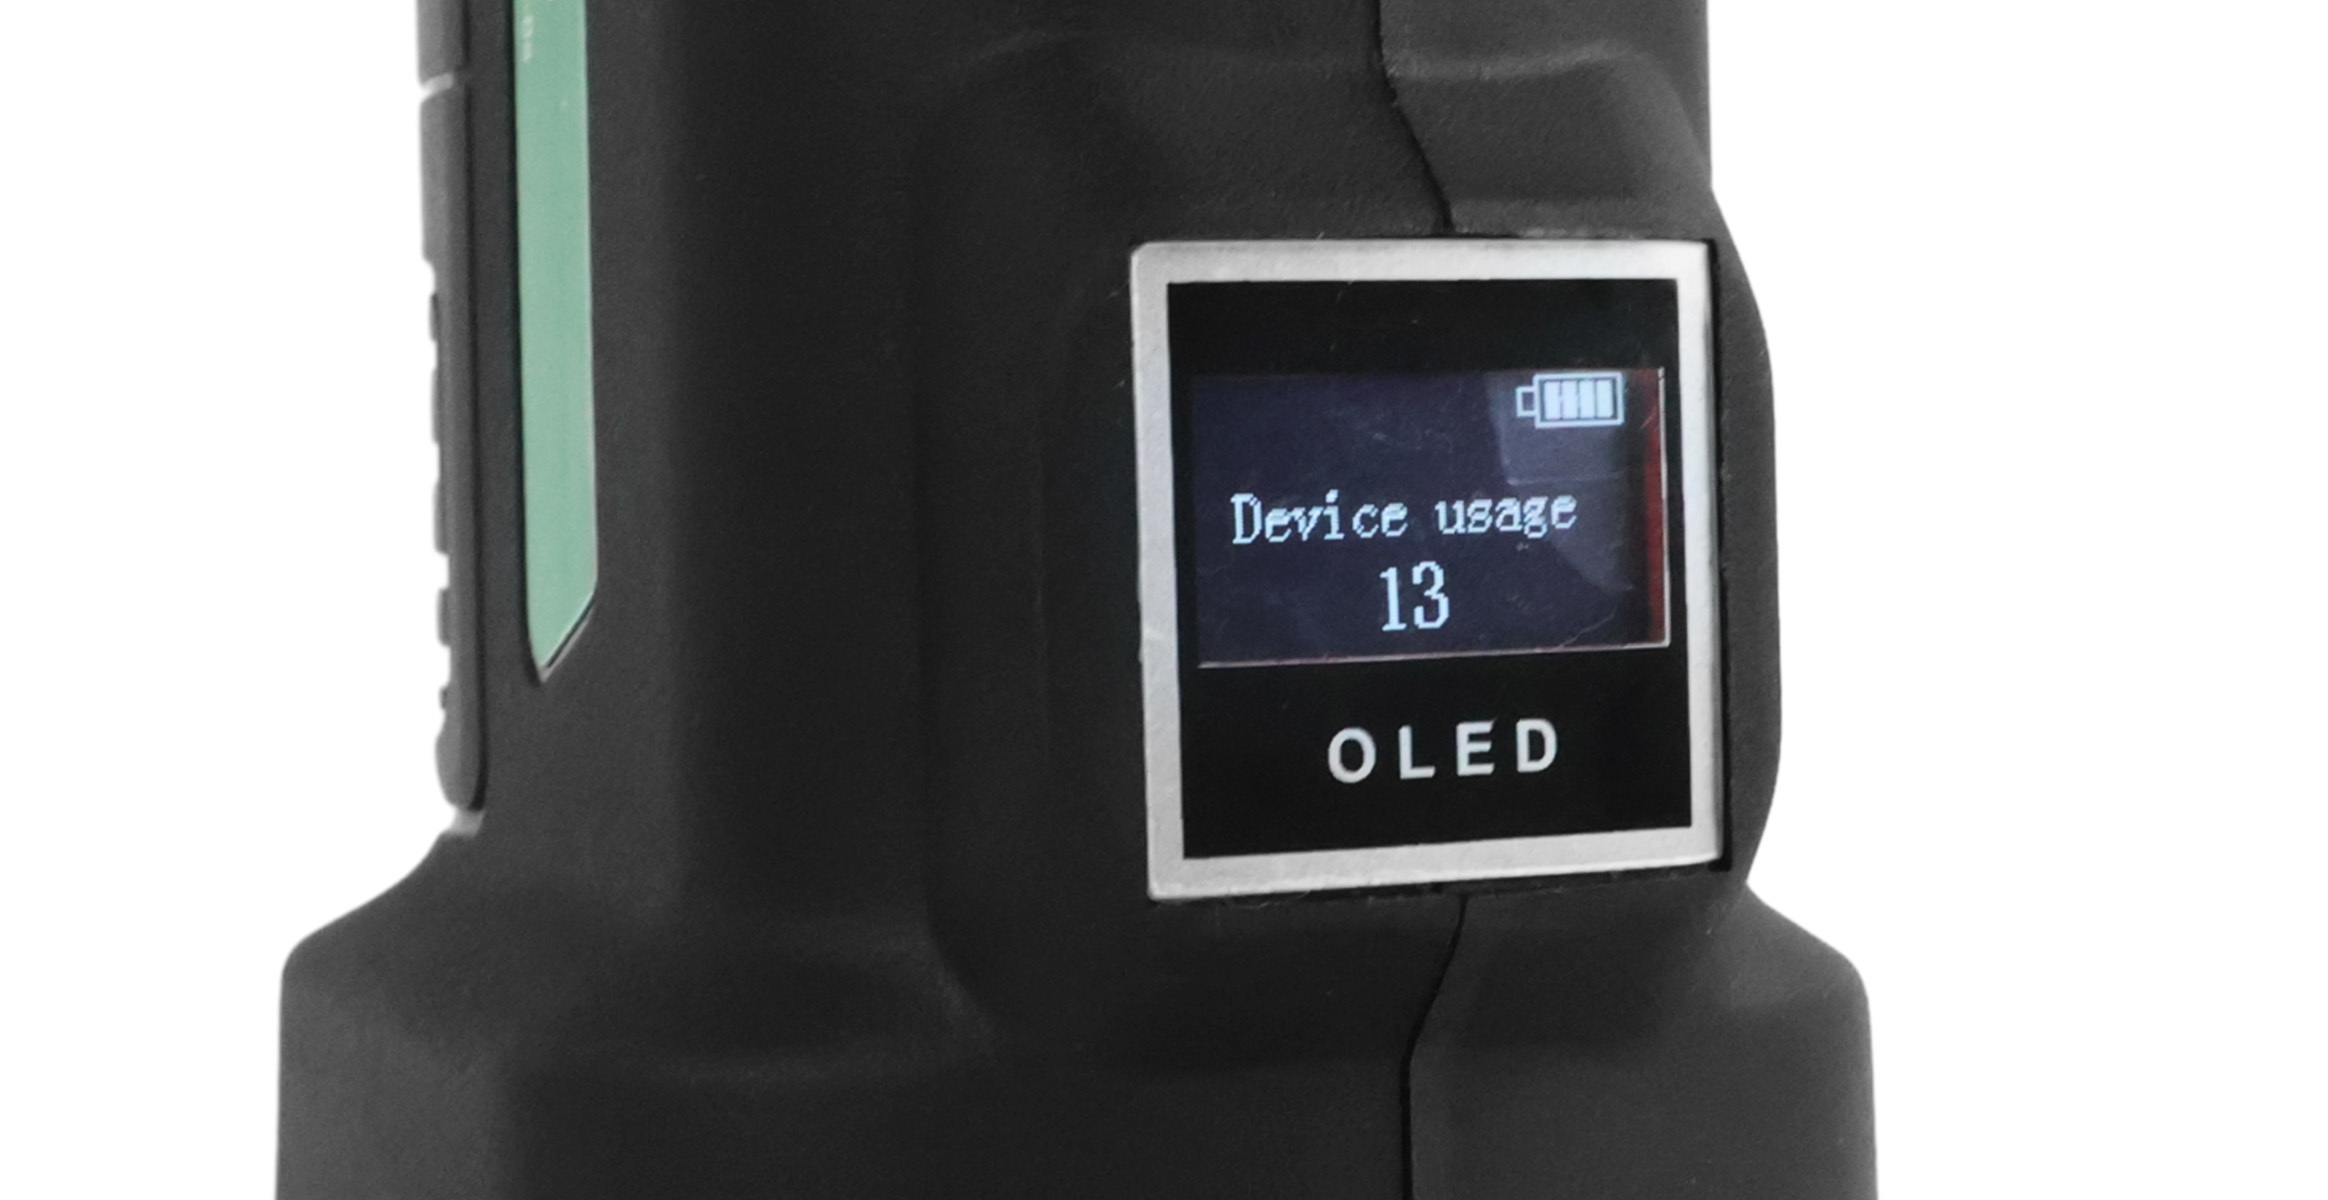 Device usage
13
OLED